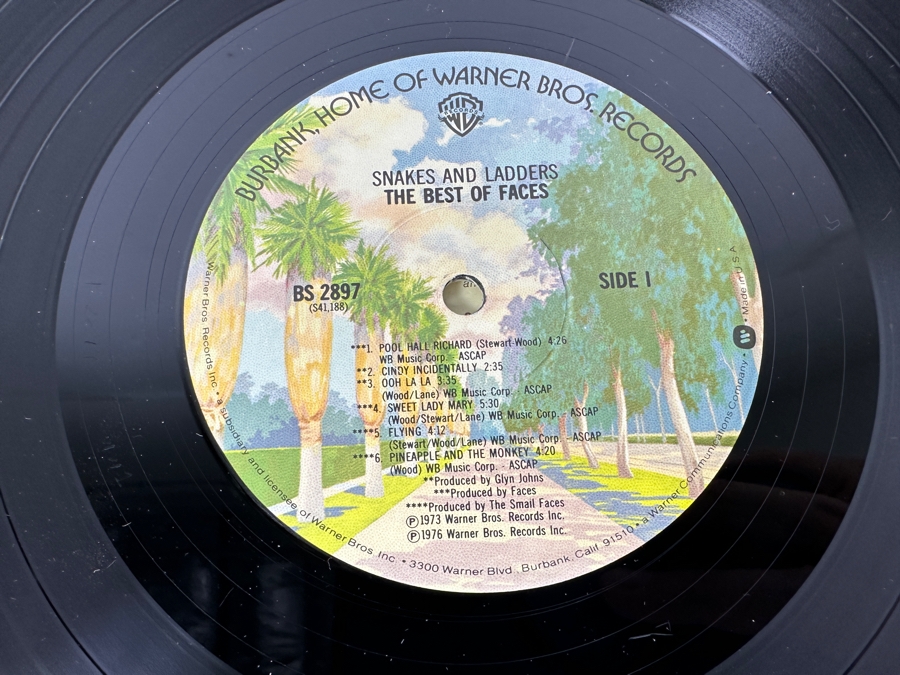 BURBANK, HOME OF WARNER BROS. RECORDS
RECORDS
SNAKES AND LADDERS
THE BEST OF FACES
BS 2897
(S41,188)
SIDE 1
***1. POOL HALL RICHARD (Stewart-Wood) 4:26
WB Music Corp. - ASCAP
**2. CINDY INCIDENTALLY 2:35
**3. OOH LA LA 3:35
(Wood/Lane) WB Music Corp. - ASCAP
***4. SWEET LADY MARY 5:30
(Wood/Stewart/Lane) WB Music Corp. - ASCAP
****5. FLYING 4:12
(Stewart/Wood/Lane) WB Music Corp. - ASCAP
****6. PINEAPPLE AND THE MONKEY 4:20
(Wood) WB Music Corp. - ASCAP
**Produced by Glyn Johns
***Produced by Faces
****Produced by The Small Faces
Ⓟ 1973 Warner Bros. Records Inc.
Ⓟ 1976 Warner Bros. Records Inc.
Warner Bros. Records Inc. • a subsidiary and licensee of Warner Bros. Inc. • 3300 Warner Blvd., Burbank, Calif. 91510 • a Warner Communications Company • Made in U S A